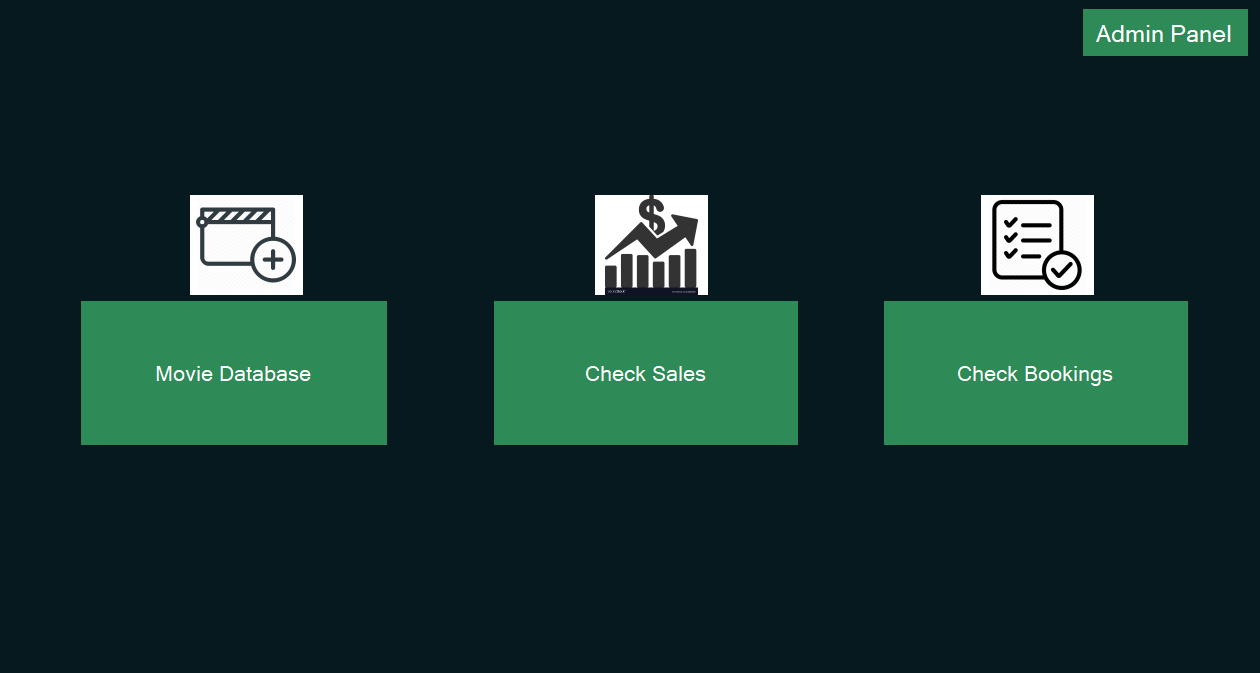 Admin Panel
$
Movie Database
Check Sales
Check Bookings